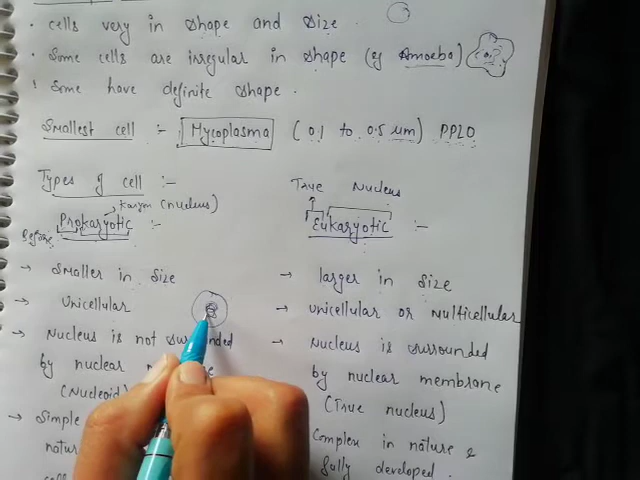 • Cells very in shape and size.
• Some cells are irregular in shape (eg Amoeba)
• Some have definite shape.
Smallest cell :- Mycoplasma (0.1 to 0.5 um) PPLO
Types of cell :-
Karyon (nucleus)
Before
Prokaryotic :-
→ Smaller in size
→ Unicellular
→ Nucleus is not surrounded
by nuclear
(Nucleoid)
→ Simple
True Nucleus
Eukaryotic :-
→ larger in size
→ Unicellular or Multicellular
→ Nucleus is surrounded
by nuclear membrane
(True nucleus)
Complex in nature &
fully developed.